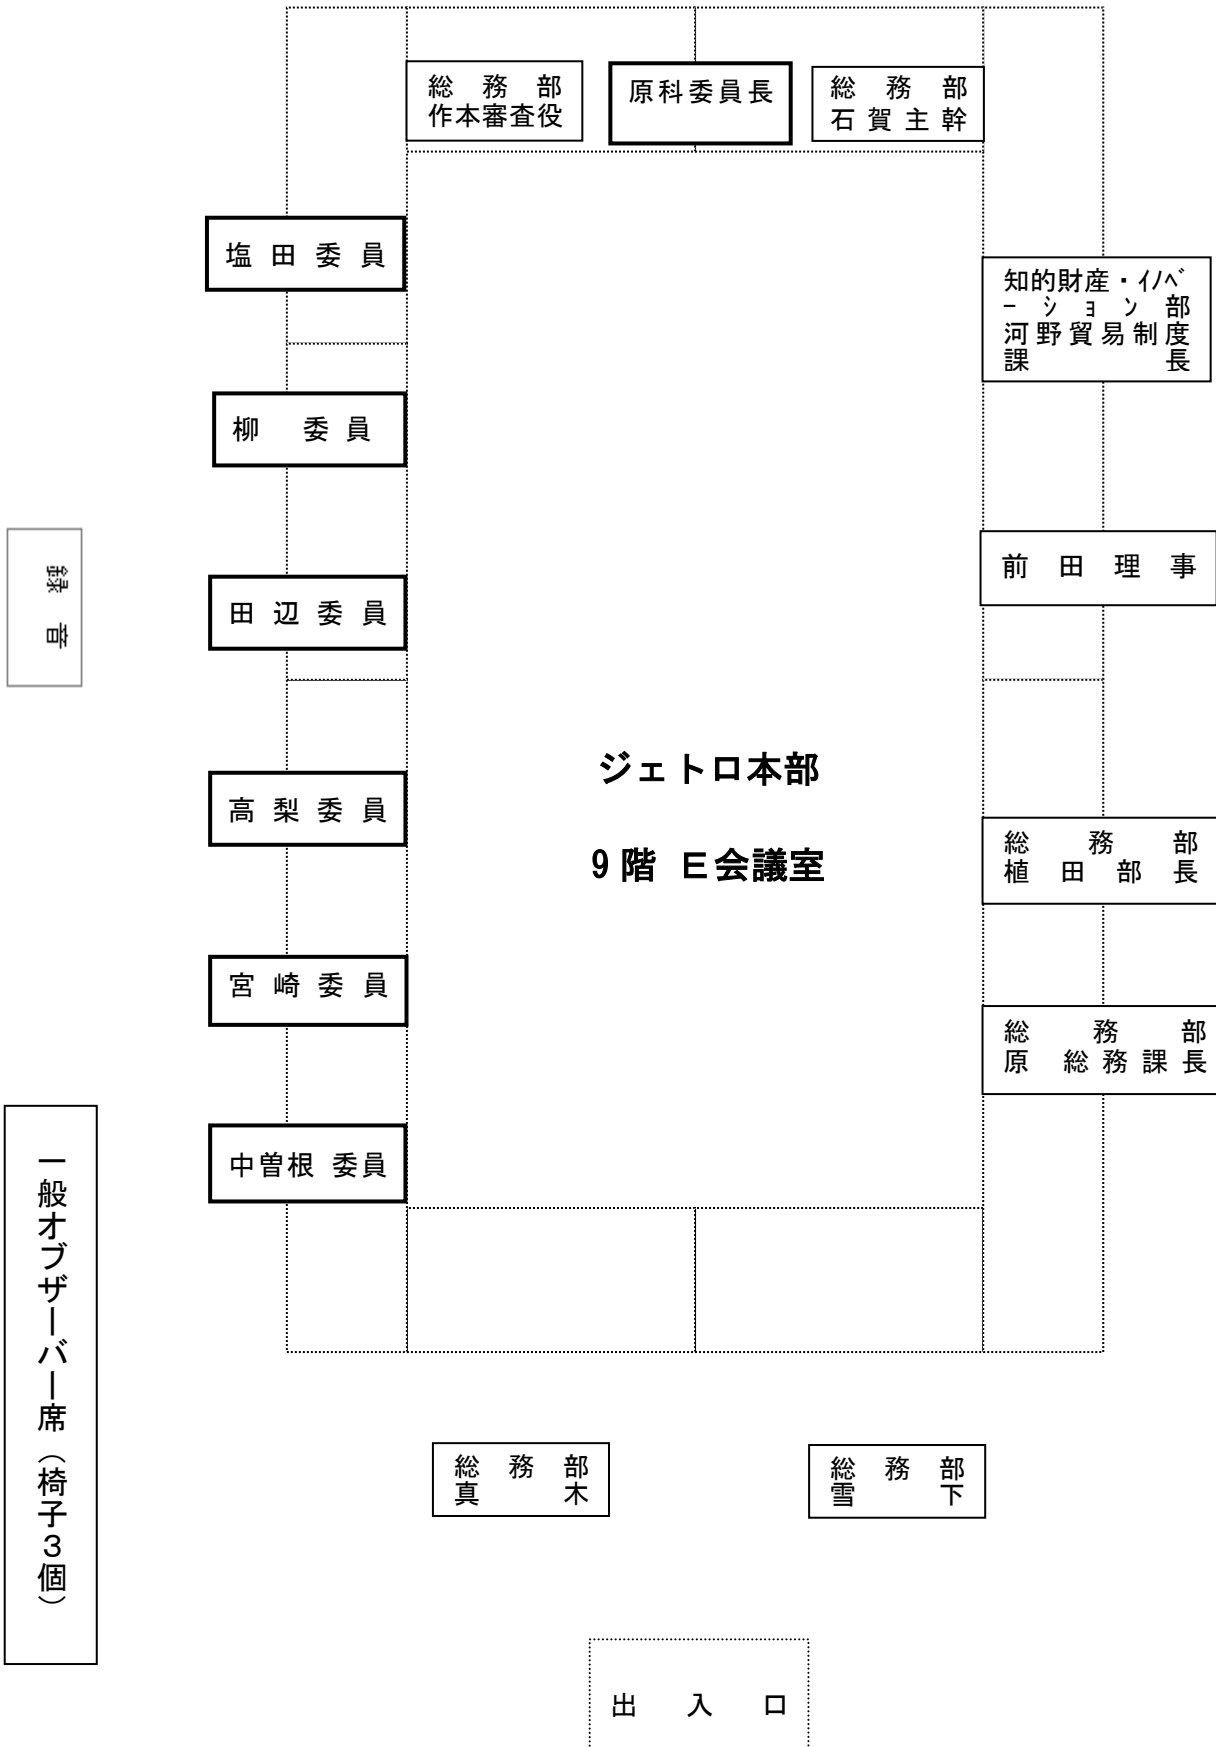 総務部
作本審査役
原科委員長
総務部
石賀主幹
塩田委員
知的財産・ｲﾉﾍﾞ
ｰション部
河野貿易制度
課長
柳 委員
録音
前田理事
田辺委員
ジェトロ本部
高梨委員
総務部
植田部長
9階 E会議室
宮崎委員
総務部
原 総務課長
中曽根 委員
一般オブザーバー席（椅子３個）
総務部
真木
総務部
雪下
出入口